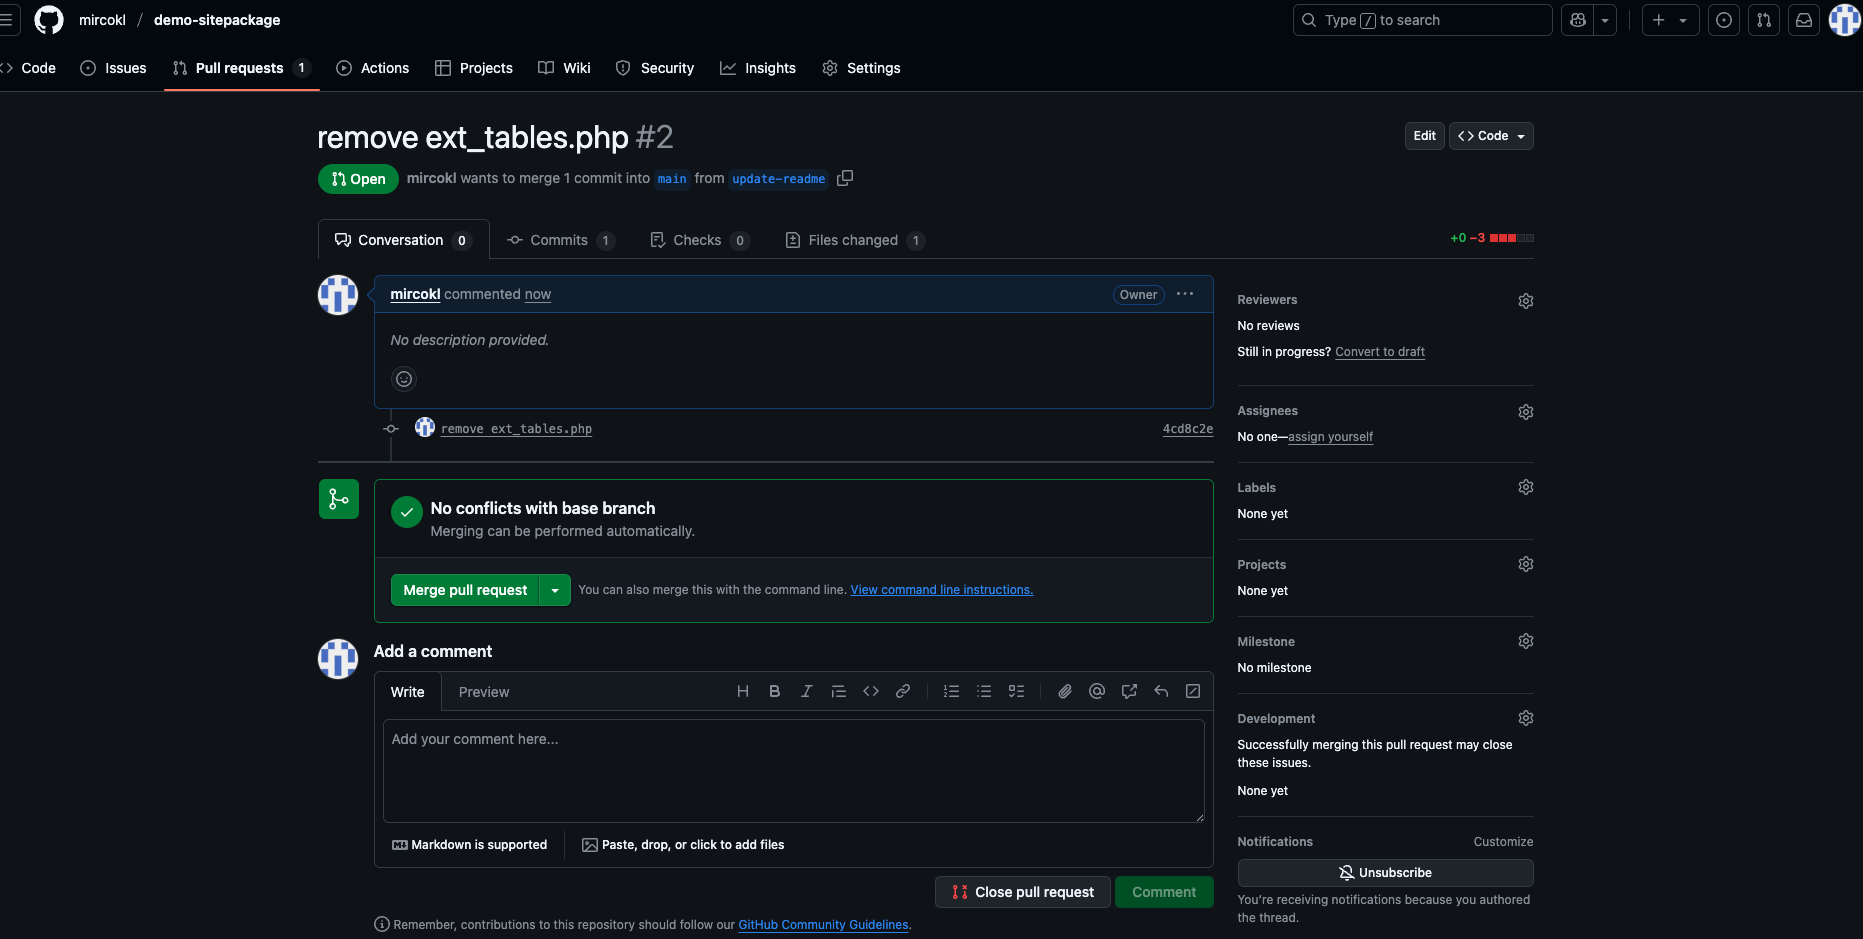 mircokl / demo-sitepackage
Type / to search
Code
Issues
Pull requests 1
Actions
Projects
Wiki
Security
Insights
Settings
remove ext_tables.php #2
Edit
Code
Open
mircokl wants to merge 1 commit into main from update-readme
Conversation 0
Commits 1
Checks 0
Files changed 1
+0 −3
mircokl commented now
Owner
No description provided.
remove ext_tables.php
4cd8c2e
No conflicts with base branch
Merging can be performed automatically.
Merge pull request
You can also merge this with the command line. View command line instructions.
Add a comment
Write
Preview
Add your comment here...
Markdown is supported
Paste, drop, or click to add files
Close pull request
Comment
Remember, contributions to this repository should follow our GitHub Community Guidelines.
Reviewers
No reviews
Still in progress? Convert to draft
Assignees
No one—assign yourself
Labels
None yet
Projects
None yet
Milestone
No milestone
Development
Successfully merging this pull request may close
these issues.
None yet
Notifications
Customize
Unsubscribe
You're receiving notifications because you authored
the thread.